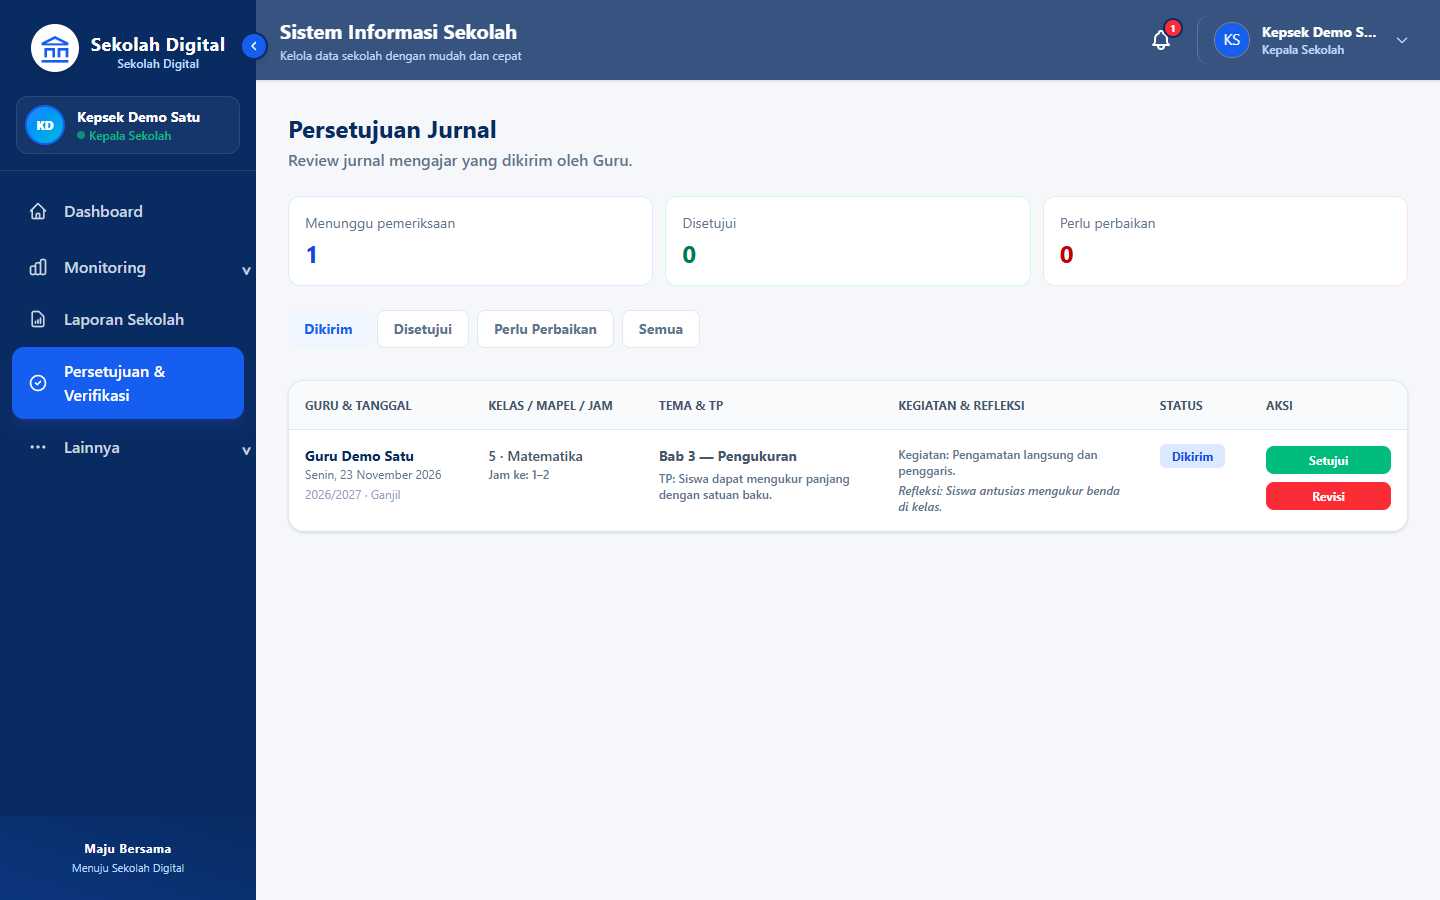 Sekolah Digital
Sekolah Digital
KD
Kepsek Demo Satu
Kepala Sekolah
Dashboard
Monitoring
Laporan Sekolah
Persetujuan &
Verifikasi
Lainnya
Maju Bersama
Menuju Sekolah Digital
Sistem Informasi Sekolah
Kelola data sekolah dengan mudah dan cepat
1
KS
Kepsek Demo S...
Kepala Sekolah
Persetujuan Jurnal
Review jurnal mengajar yang dikirim oleh Guru.
Menunggu pemeriksaan
1
Disetujui
0
Perlu perbaikan
0
Dikirim
Disetujui
Perlu Perbaikan
Semua
GURU & TANGGAL
KELAS / MAPEL / JAM
TEMA & TP
KEGIATAN & REFLEKSI
STATUS
AKSI
Guru Demo Satu
Senin, 23 November 2026
2026/2027 · Ganjil
5 · Matematika
Jam ke: 1–2
Bab 3 — Pengukuran
TP: Siswa dapat mengukur panjang
dengan satuan baku.
Kegiatan: Pengamatan langsung dan
penggaris.
Refleksi: Siswa antusias mengukur benda
di kelas.
Dikirim
Setujui
Revisi